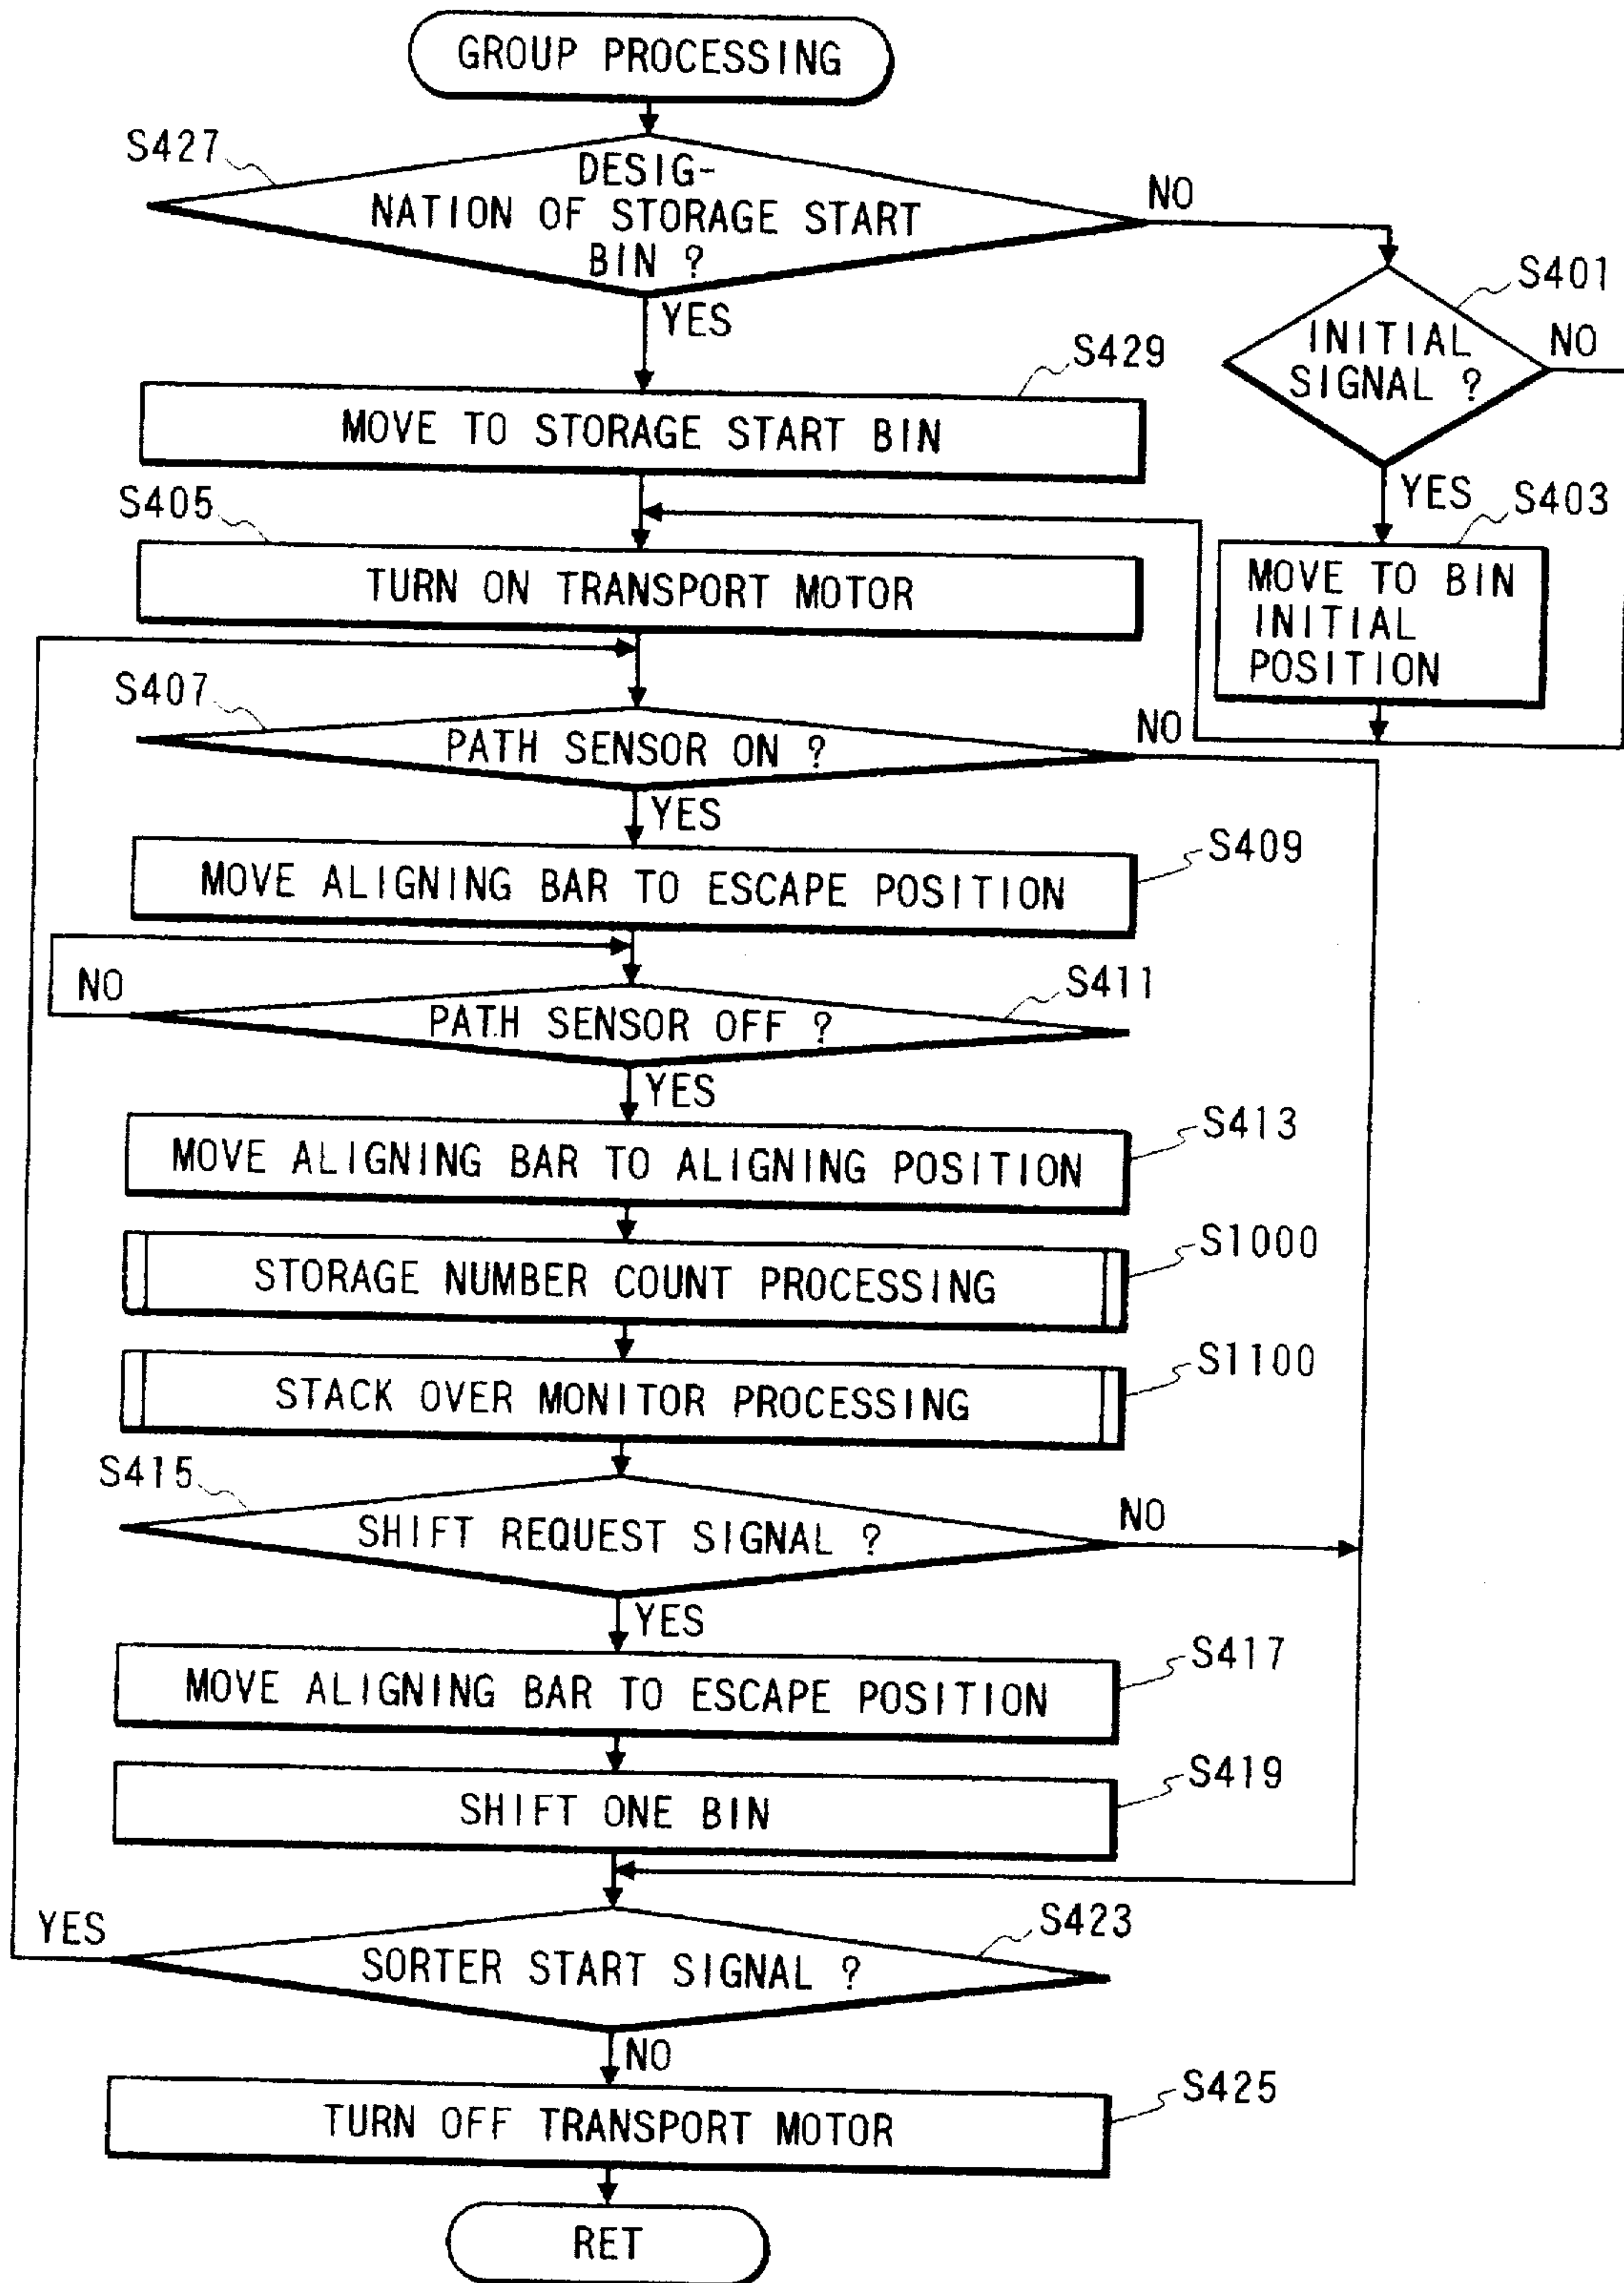 GROUP PROCESSING
S427
DESIG-
NATION OF STORAGE START
BIN ?
NO
YES
S401
INITIAL
SIGNAL ?
NO
YES
S429
MOVE TO STORAGE START BIN
S403
MOVE TO BIN
INITIAL
POSITION
S405
TURN ON TRANSPORT MOTOR
S407
PATH SENSOR ON ?
NO
YES
S409
MOVE ALIGNING BAR TO ESCAPE POSITION
S411
NO
PATH SENSOR OFF ?
YES
S413
MOVE ALIGNING BAR TO ALIGNING POSITION
S1000
STORAGE NUMBER COUNT PROCESSING
S1100
STACK OVER MONITOR PROCESSING
S415
SHIFT REQUEST SIGNAL ?
NO
YES
S417
MOVE ALIGNING BAR TO ESCAPE POSITION
S419
SHIFT ONE BIN
YES
S423
SORTER START SIGNAL ?
NO
S425
TURN OFF TRANSPORT MOTOR
RET